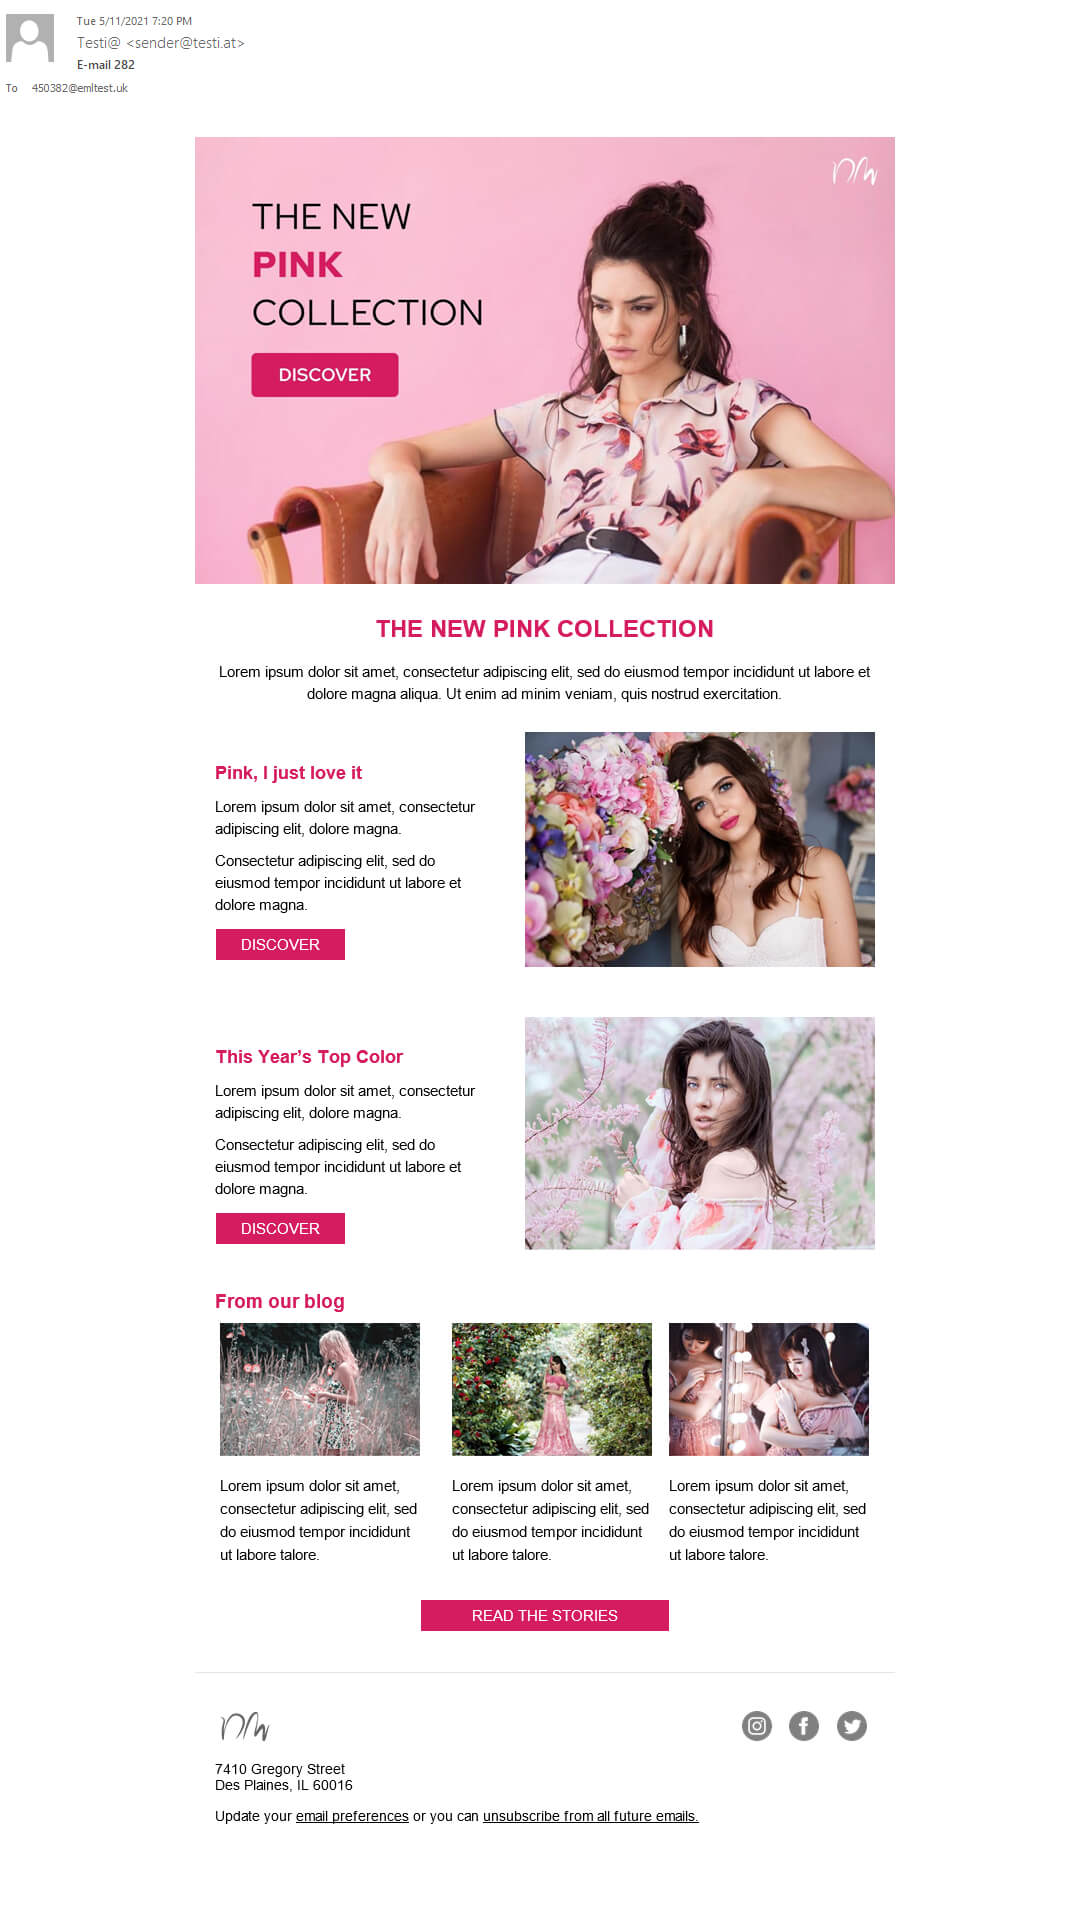 Tue 5/11/2021 7:20 PM
Testi@ <sender@testi.at>
E-mail 282
To 450382@emltest.uk
THE NEW
PINK
COLLECTION
DISCOVER
THE NEW PINK COLLECTION
Lorem ipsum dolor sit amet, consectetur adipiscing elit, sed do eiusmod tempor incididunt ut labore et
dolore magna aliqua. Ut enim ad minim veniam, quis nostrud exercitation.
Pink, I just love it
Lorem ipsum dolor sit amet, consectetur
adipiscing elit, dolore magna.
Consectetur adipiscing elit, sed do
eiusmod tempor incididunt ut labore et
dolore magna.
DISCOVER
This Year’s Top Color
Lorem ipsum dolor sit amet, consectetur
adipiscing elit, dolore magna.
Consectetur adipiscing elit, sed do
eiusmod tempor incididunt ut labore et
dolore magna.
DISCOVER
From our blog
Lorem ipsum dolor sit amet,
consectetur adipiscing elit, sed
do eiusmod tempor incididunt
ut labore talore.
Lorem ipsum dolor sit amet,
consectetur adipiscing elit, sed
do eiusmod tempor incididunt
ut labore talore.
Lorem ipsum dolor sit amet,
consectetur adipiscing elit, sed
do eiusmod tempor incididunt
ut labore talore.
READ THE STORIES
7410 Gregory Street
Des Plaines, IL 60016
Update your email preferences or you can unsubscribe from all future emails.